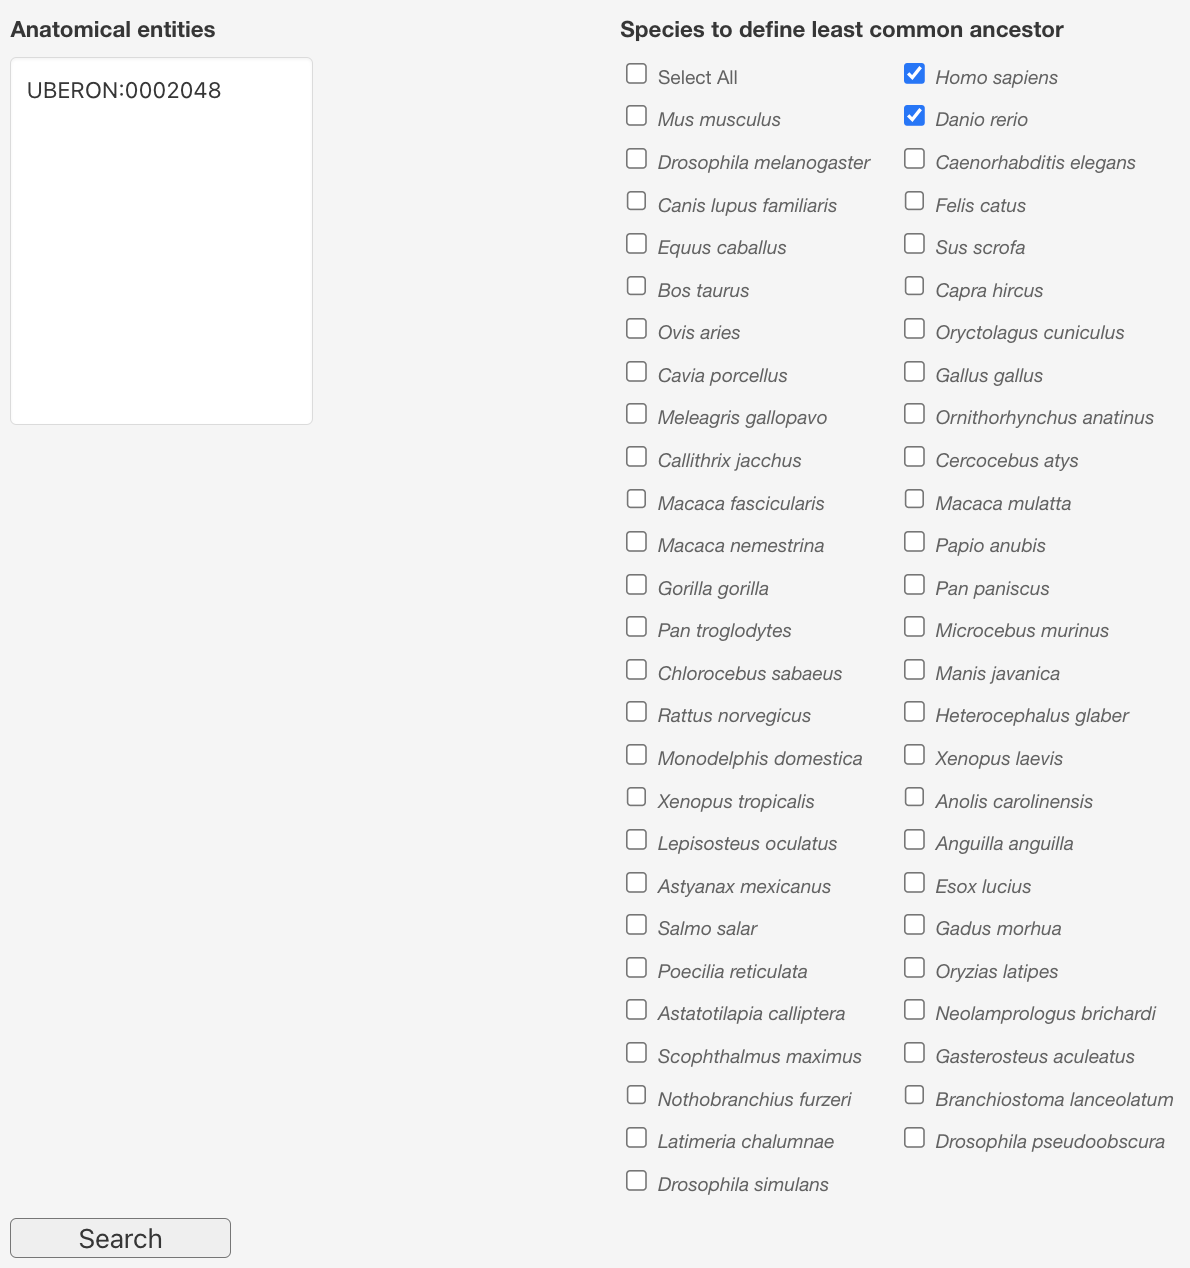 Anatomical entities
UBERON:0002048
Species to define least common ancestor
Select All
Homo sapiens
Mus musculus
Danio rerio
Drosophila melanogaster
Caenorhabditis elegans
Canis lupus familiaris
Felis catus
Equus caballus
Sus scrofa
Bos taurus
Capra hircus
Ovis aries
Oryctolagus cuniculus
Cavia porcellus
Gallus gallus
Meleagris gallopavo
Ornithorhynchus anatinus
Callithrix jacchus
Cercocebus atys
Macaca fascicularis
Macaca mulatta
Macaca nemestrina
Papio anubis
Gorilla gorilla
Pan paniscus
Pan troglodytes
Microcebus murinus
Chlorocebus sabaeus
Manis javanica
Rattus norvegicus
Heterocephalus glaber
Monodelphis domestica
Xenopus laevis
Xenopus tropicalis
Anolis carolinensis
Lepisosteus oculatus
Anguilla anguilla
Astyanax mexicanus
Esox lucius
Salmo salar
Gadus morhua
Poecilia reticulata
Oryzias latipes
Astatotilapia calliptera
Neolamprologus brichardi
Scophthalmus maximus
Gasterosteus aculeatus
Nothobranchius furzeri
Branchiostoma lanceolatum
Latimeria chalumnae
Drosophila pseudoobscura
Drosophila simulans
Search